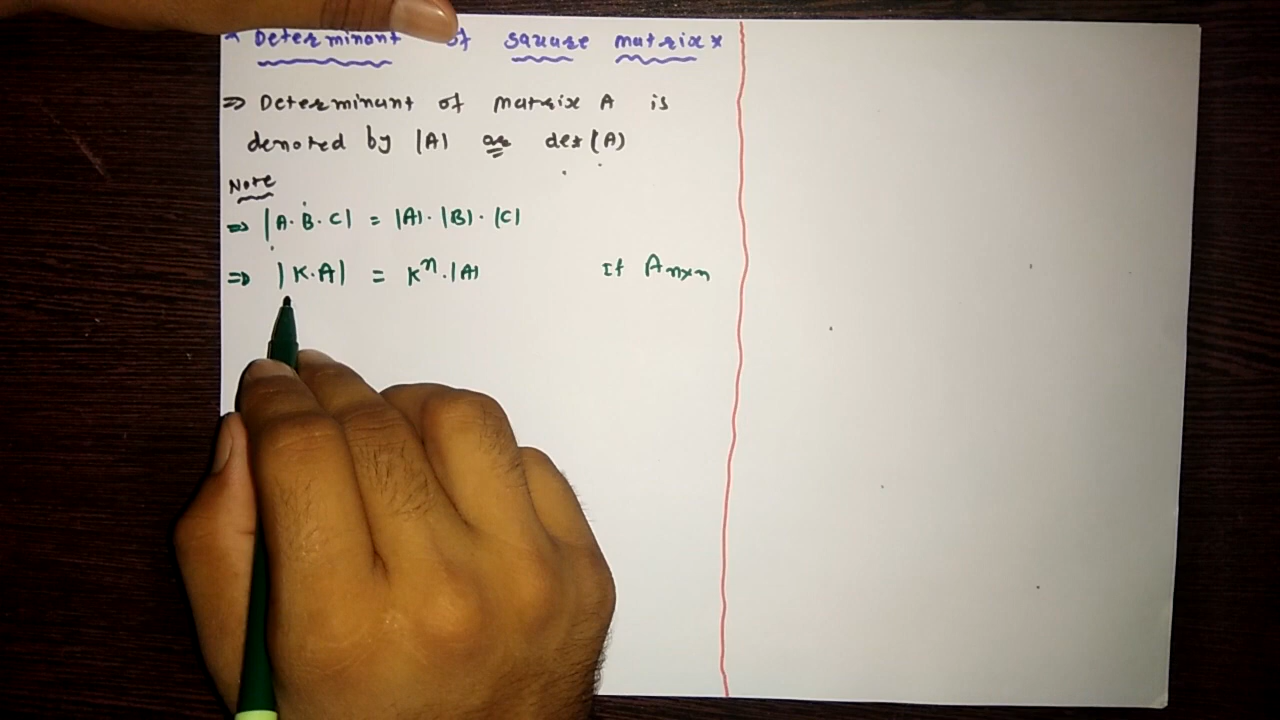 Determinant of square matrix x
⇒ Determinant of matrix A is
denoted by |A| or det(A)
Note
⇒ |A·B·C| = |A|·|B|·|C|
⇒ |K·A| = Kⁿ·|A| If Aₙₓₙ